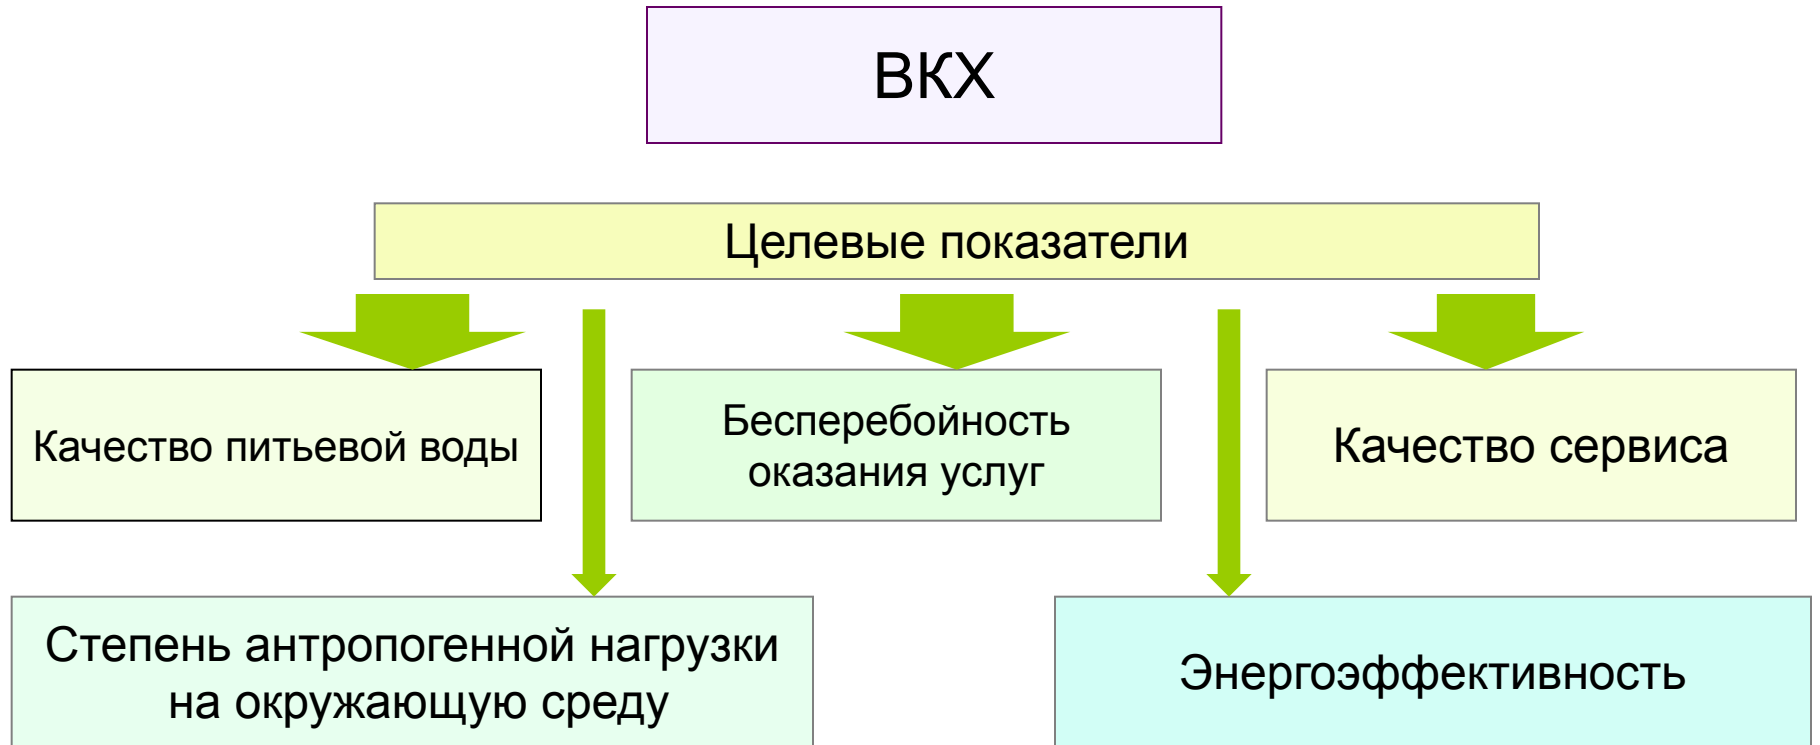 ВКХ
Целевые показатели
Качество питьевой воды
Бесперебойность
оказания услуг
Качество сервиса
Степень антропогенной нагрузки
на окружающую среду
Энергоэффективность